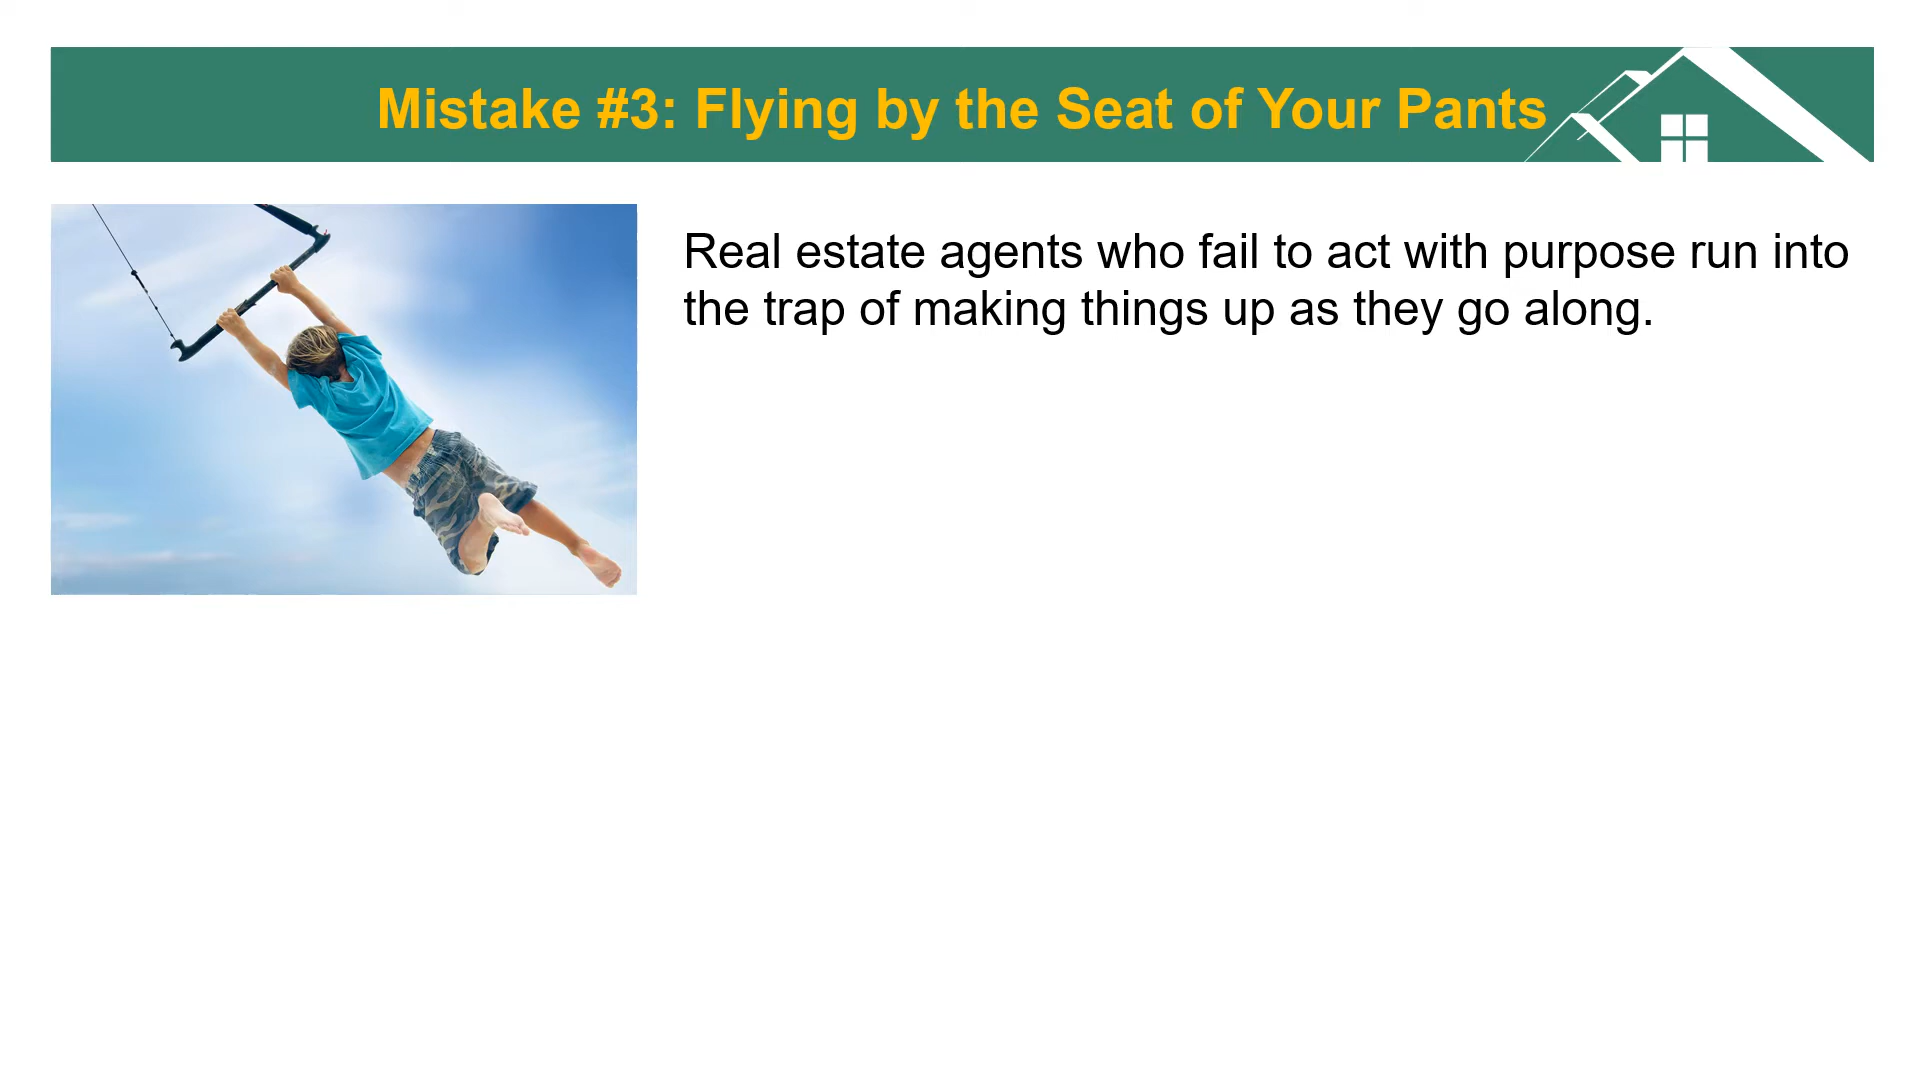 Mistake #3: Flying by the Seat of Your Pants
Real estate agents who fail to act with purpose run into
the trap of making things up as they go along.